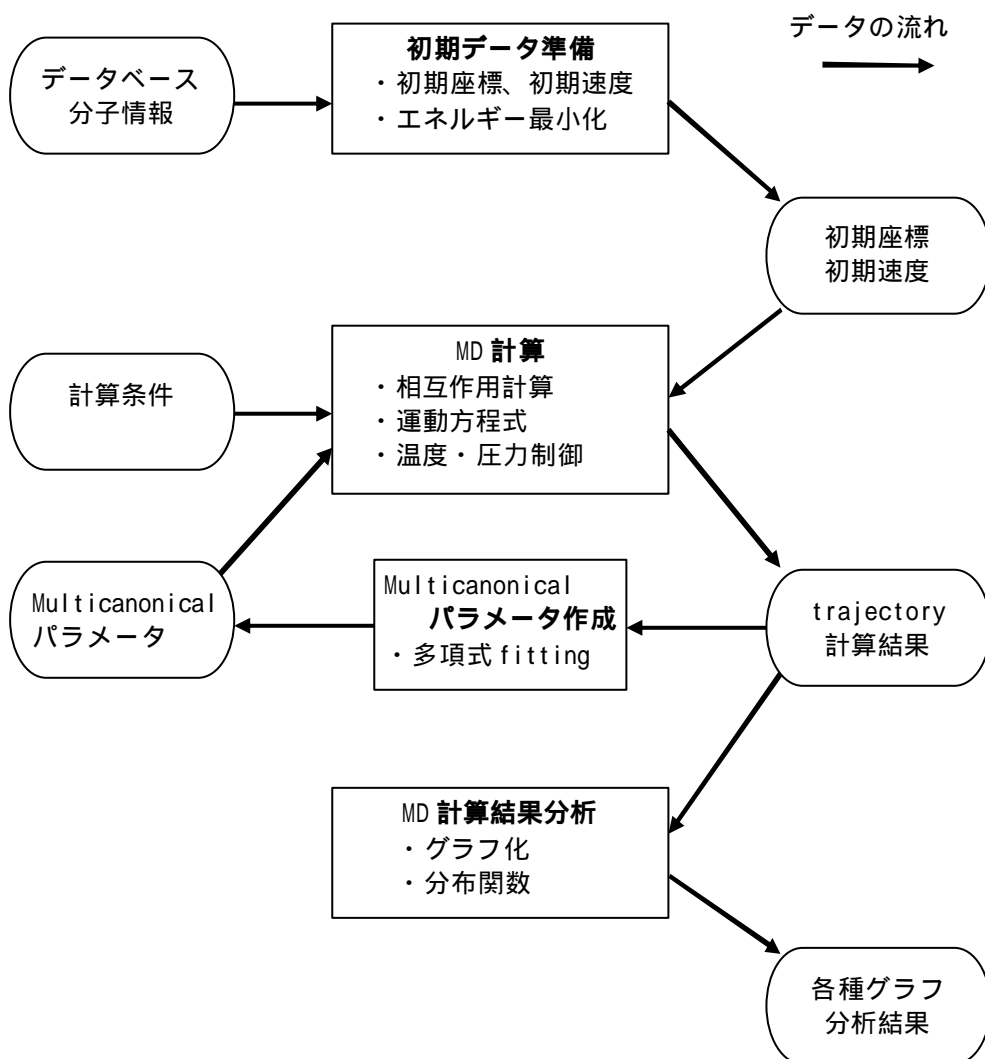 データの流れ
データベース
分子情報
初期データ準備
・初期座標、初期速度
・エネルギー最小化
初期座標
初期速度
計算条件
MD 計算
・相互作用計算
・運動方程式
・温度・圧力制御
Multicanonical
パラメータ
Multicanonical
パラメータ作成
・多項式 fitting
trajectory
計算結果
MD 計算結果分析
・グラフ化
・分布関数
各種グラフ
分析結果